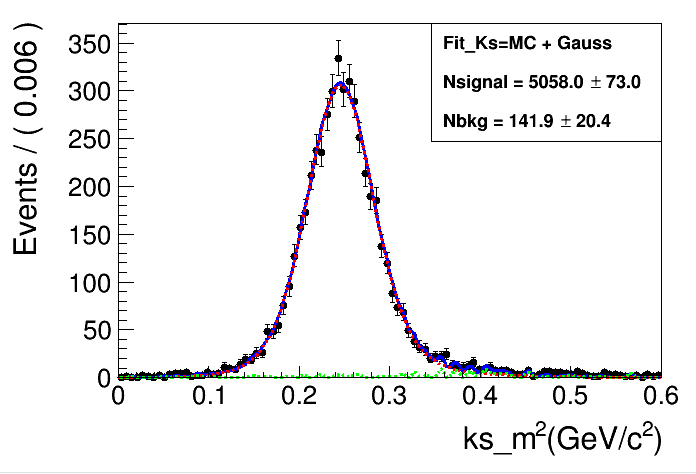 Events / ( 0.006 )
350
300
250
200
150
100
50
0
Fit_Ks=MC + Gauss
Nsignal = 5058.0 ± 73.0
Nbkg = 141.9 ± 20.4
0 0.1 0.2 0.3 0.4 0.5 0.6
ks_m²(GeV/c²)